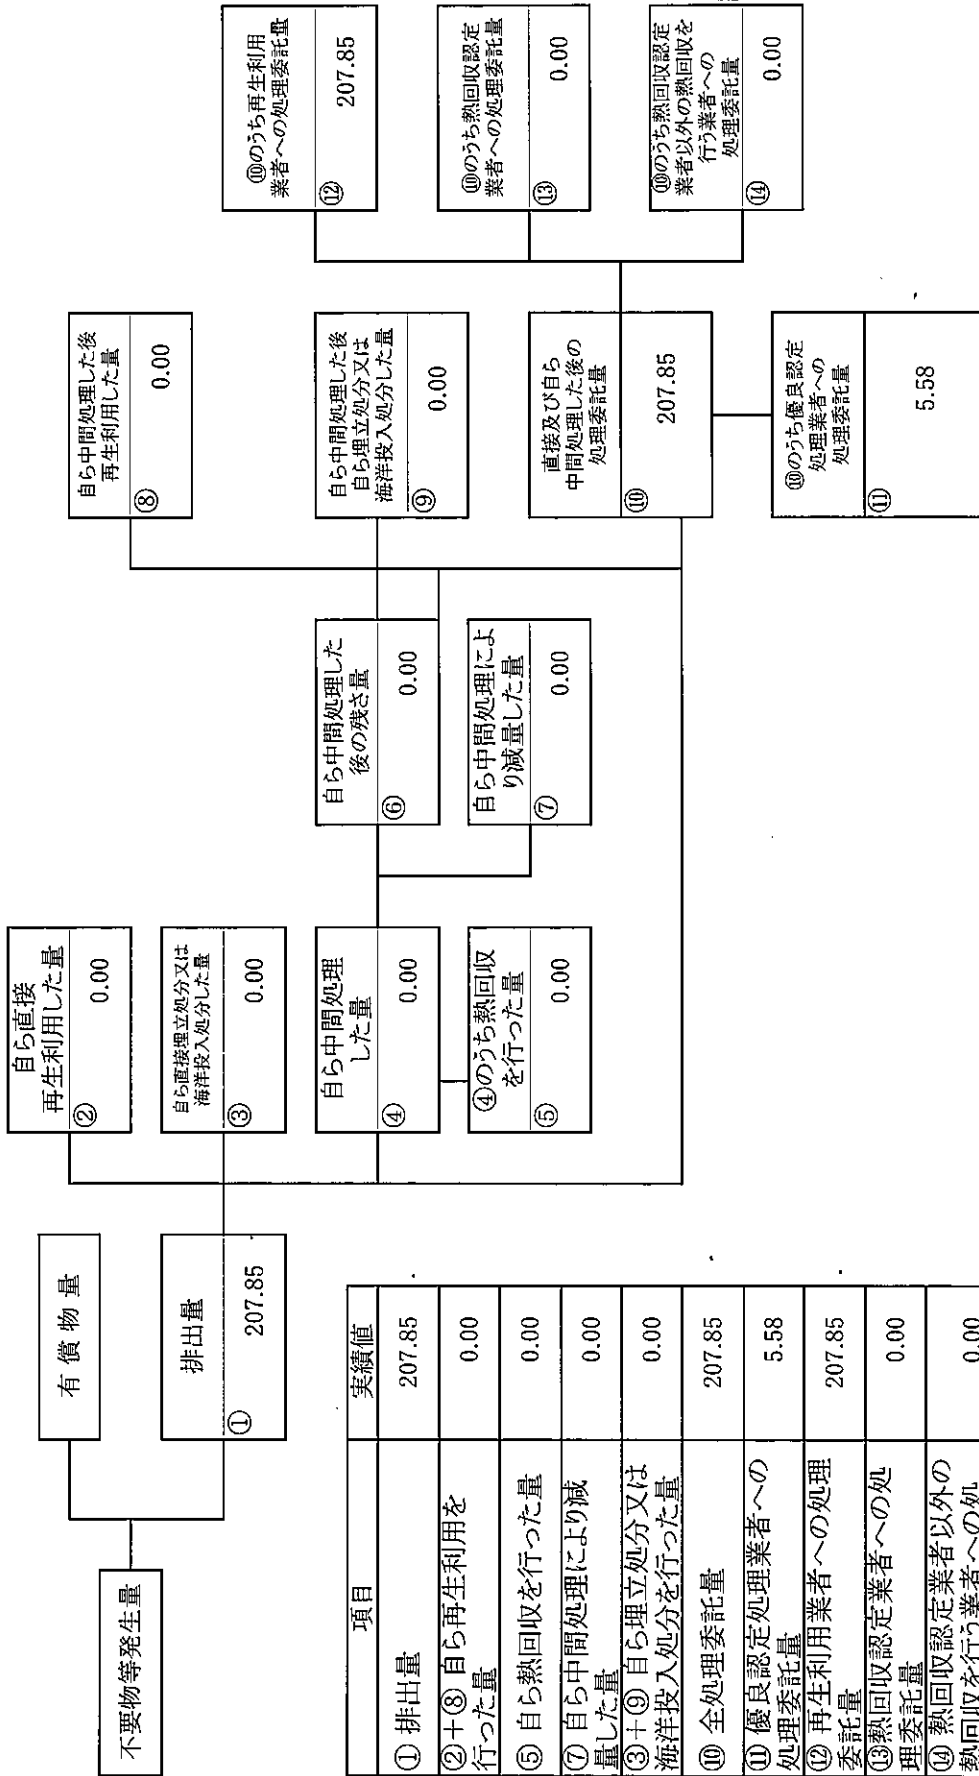 不要物等発生量
有償物量
排出量
① 207.85
自ら直接
再生利用した量
② 0.00
自ら直接埋立処分又は
海洋投入処分した量
③ 0.00
自ら中間処理
した量
④ 0.00
④のうち熱回収
を行った量
⑤ 0.00
自ら中間処理した
後の残さ量
⑥ 0.00
自ら中間処理によ
り減量した量
⑦ 0.00
自ら中間処理した後
再生利用した量
⑧ 0.00
自ら中間処理した後
自ら埋立処分又は
海洋投入処分した量
⑨ 0.00
直接及び自ら
中間処理した後の
処理委託量
⑩ 207.85
⑩のうち優良認定
処理業者への
処理委託量
⑪ 5.58
⑩のうち再生利用
業者への処理委託量
⑫ 207.85
⑩のうち熱回収認定
業者への処理委託量
⑬ 0.00
⑩のうち熱回収認定
業者以外の熱回収を
行う業者への
処理委託量
⑭ 0.00
項目 実績値
① 排出量 207.85
②+⑧ 自ら再生利用を
行った量 0.00
⑤ 自ら熱回収を行った量 0.00
⑦ 自ら中間処理により減
量した量 0.00
③+⑨ 自ら埋立処分又は
海洋投入処分を行った量 0.00
⑩ 全処理委託量 207.85
⑪ 優良認定処理業者への
処理委託量 5.58
⑫ 再生利用業者への処理
委託量 207.85
⑬熱回収認定業者への処
理委託量 0.00
⑭ 熱回収認定業者以外の
熱回収を行う業者への処 0.00